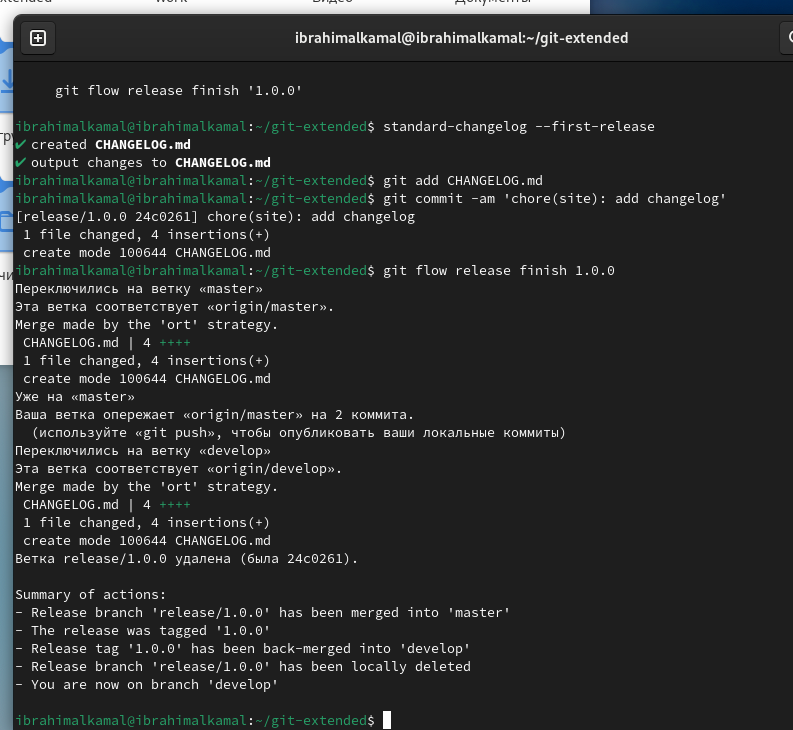 work
Видео
Документы
ibrahimalkamal@ibrahimalkamal:~/git-extended
git flow release finish '1.0.0'
ibrahimalkamal@ibrahimalkamal:~/git-extended$ standard-changelog --first-release
✔ created CHANGELOG.md
✔ output changes to CHANGELOG.md
ibrahimalkamal@ibrahimalkamal:~/git-extended$ git add CHANGELOG.md
ibrahimalkamal@ibrahimalkamal:~/git-extended$ git commit -am 'chore(site): add changelog'
[release/1.0.0 24c0261] chore(site): add changelog
1 file changed, 4 insertions(+)
create mode 100644 CHANGELOG.md
ibrahimalkamal@ibrahimalkamal:~/git-extended$ git flow release finish 1.0.0
Переключились на ветку «master»
Эта ветка соответствует «origin/master».
Merge made by the 'ort' strategy.
CHANGELOG.md | 4 ++++
1 file changed, 4 insertions(+)
create mode 100644 CHANGELOG.md
Уже на «master»
Ваша ветка опережает «origin/master» на 2 коммита.
(используйте «git push», чтобы опубликовать ваши локальные коммиты)
Переключились на ветку «develop»
Эта ветка соответствует «origin/develop».
Merge made by the 'ort' strategy.
CHANGELOG.md | 4 ++++
1 file changed, 4 insertions(+)
create mode 100644 CHANGELOG.md
Ветка release/1.0.0 удалена (была 24c0261).
Summary of actions:
- Release branch 'release/1.0.0' has been merged into 'master'
- The release was tagged '1.0.0'
- Release tag '1.0.0' has been back-merged into 'develop'
- Release branch 'release/1.0.0' has been locally deleted
- You are now on branch 'develop'
ibrahimalkamal@ibrahimalkamal:~/git-extended$